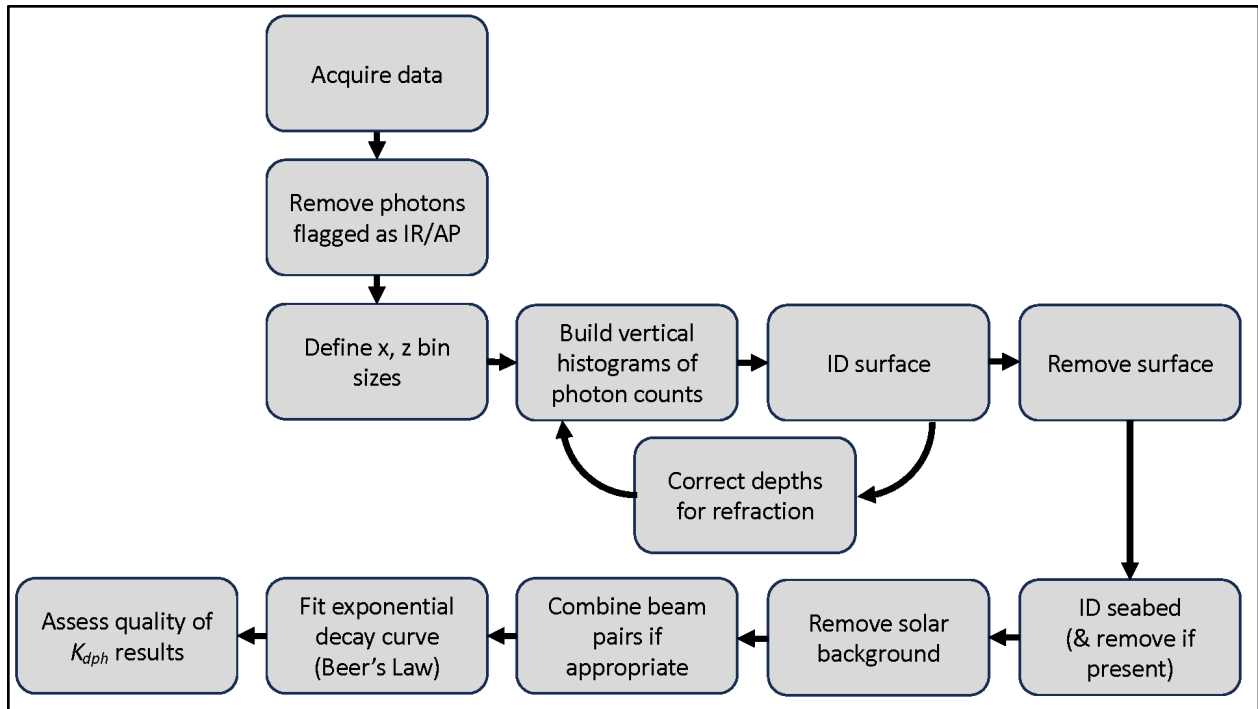 Acquire data
Remove photons
flagged as IR/AP
Define x, z bin
sizes
Build vertical
histograms of
photon counts
ID surface
Remove surface
Correct depths
for refraction
ID seabed
(& remove if
present)
Remove solar
background
Combine beam
pairs if
appropriate
Fit exponential
decay curve
(Beer’s Law)
Assess quality of
Kdph results